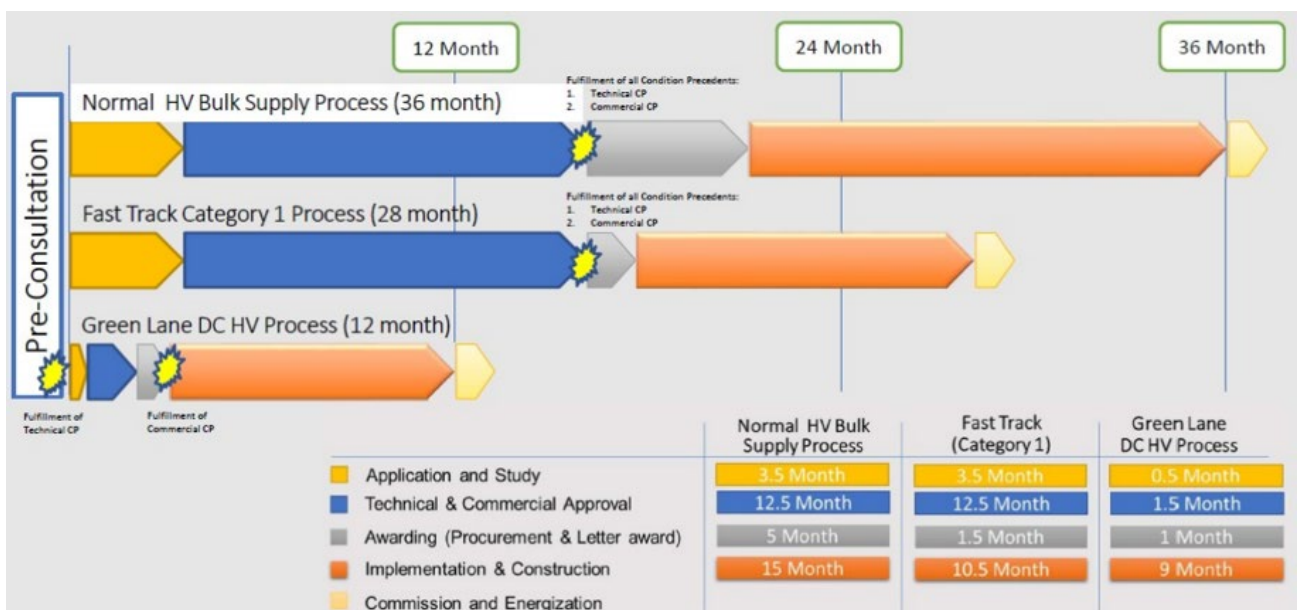 12 Month
24 Month
36 Month
Pre-Consultation
Normal HV Bulk Supply Process (36 month)
Fulfillment of all Condition Precedents:
1. Technical CP
2. Commercial CP
Fast Track Category 1 Process (28 month)
Fulfillment of all Condition Precedents:
1. Technical CP
2. Commercial CP
Green Lane DC HV Process (12 month)
Fulfillment of
Technical CP
Fulfillment of
Commercial CP
Normal HV Bulk
Supply Process
Fast Track
(Category 1)
Green Lane
DC HV Process
Application and Study
3.5 Month
3.5 Month
0.5 Month
Technical & Commercial Approval
12.5 Month
12.5 Month
1.5 Month
Awarding (Procurement & Letter award)
5 Month
1.5 Month
1 Month
Implementation & Construction
15 Month
10.5 Month
9 Month
Commission and Energization